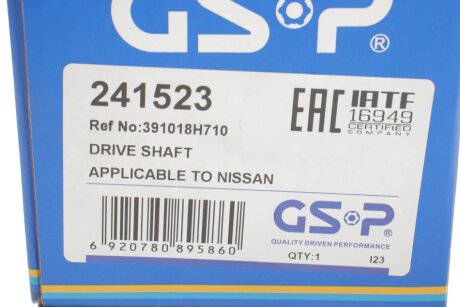 GSP®
241523
Ref No:391018H710
DRIVE SHAFT
APPLICABLE TO NISSAN
EAC IATF
16949
CERTIFIED
COMPANY
6 920780 895860
GSP®
QUALITY DRIVEN PERFORMANCE
QTY:1 I23